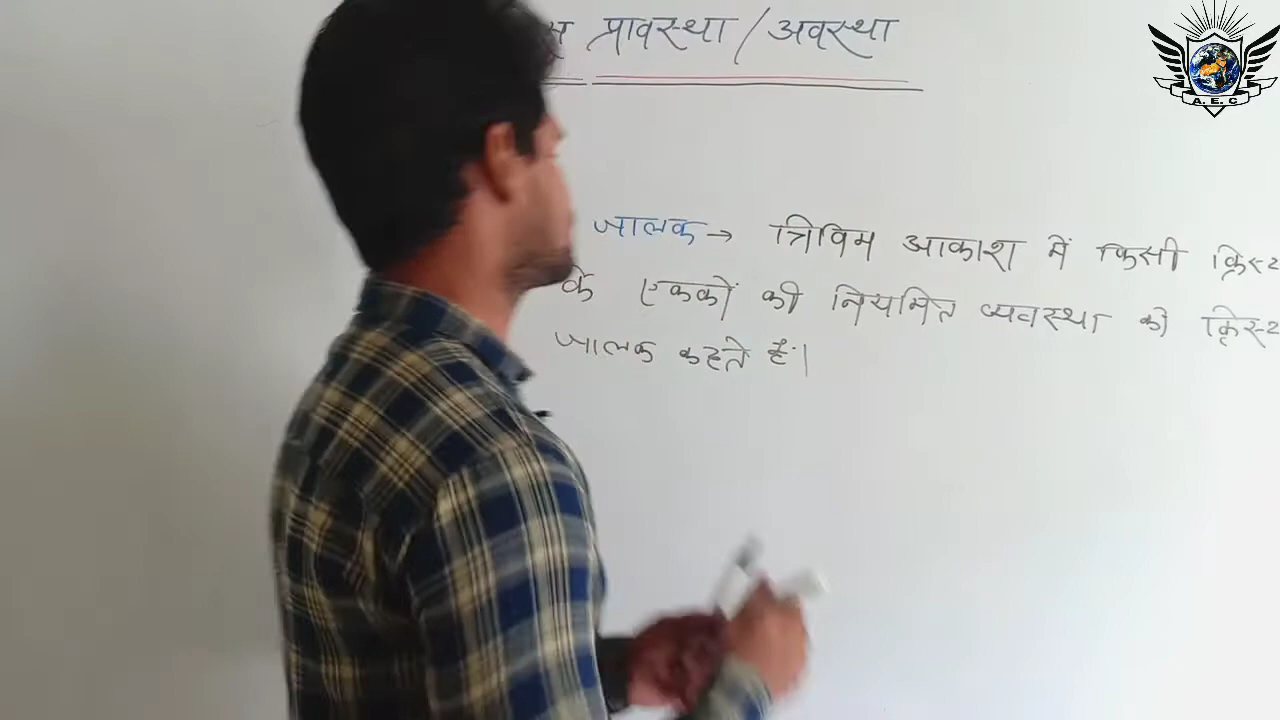 प्रावस्था / अवस्था
A. E. C
जालक → त्रिविम आकाश में किसी
के एककों की नियमित व्यवस्था को
जालक कहते हैं।